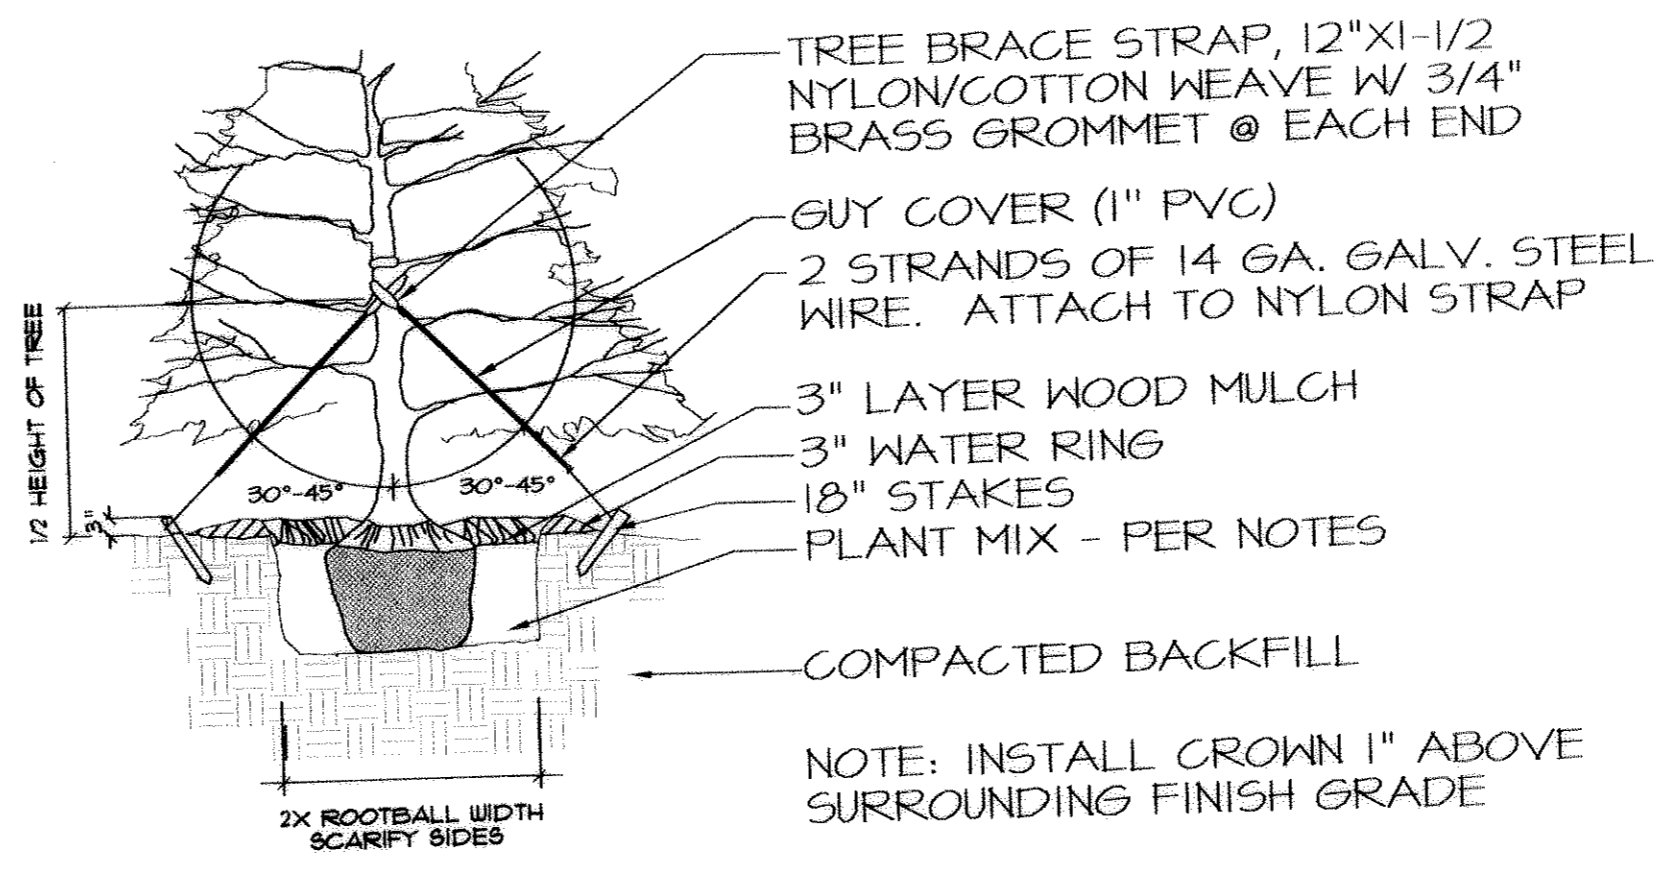 TREE BRACE STRAP, 12"X1-1/2
NYLON/COTTON WEAVE W/ 3/4"
BRASS GROMMET @ EACH END
GUY COVER (1" PVC)
2 STRANDS OF 14 GA. GALV. STEEL
WIRE. ATTACH TO NYLON STRAP
3" LAYER WOOD MULCH
3" WATER RING
18" STAKES
PLANT MIX - PER NOTES
COMPACTED BACKFILL
NOTE: INSTALL CROWN 1" ABOVE
SURROUNDING FINISH GRADE
1/2 HEIGHT OF TREE
3"
30°-45°
30°-45°
2X ROOTBALL WIDTH
SCARIFY SIDES